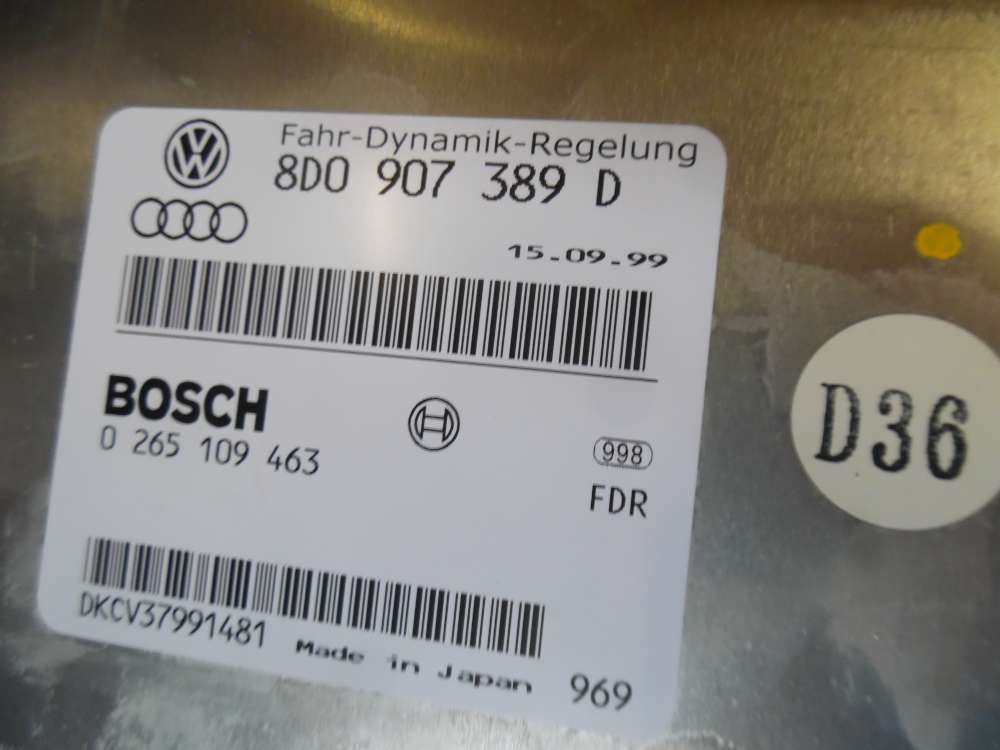 Fahr-Dynamik-Regelung
8D0 907 389 D
15.09.99
BOSCH
0 265 109 463
998
FDR
D36
DKCV37991481
Made in Japan
969